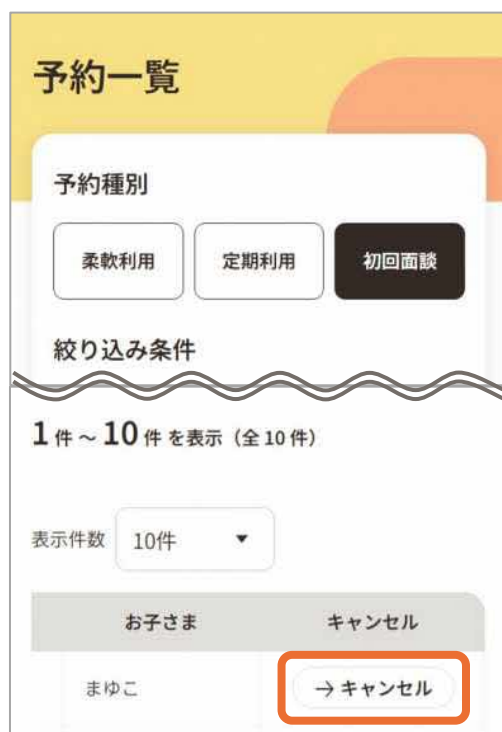 予約一覧
予約種別
柔軟利用 定期利用 初回面談
絞り込み条件
1件～10件を表示（全10件）
表示件数 10件
お子さま キャンセル
まゆこ →キャンセル